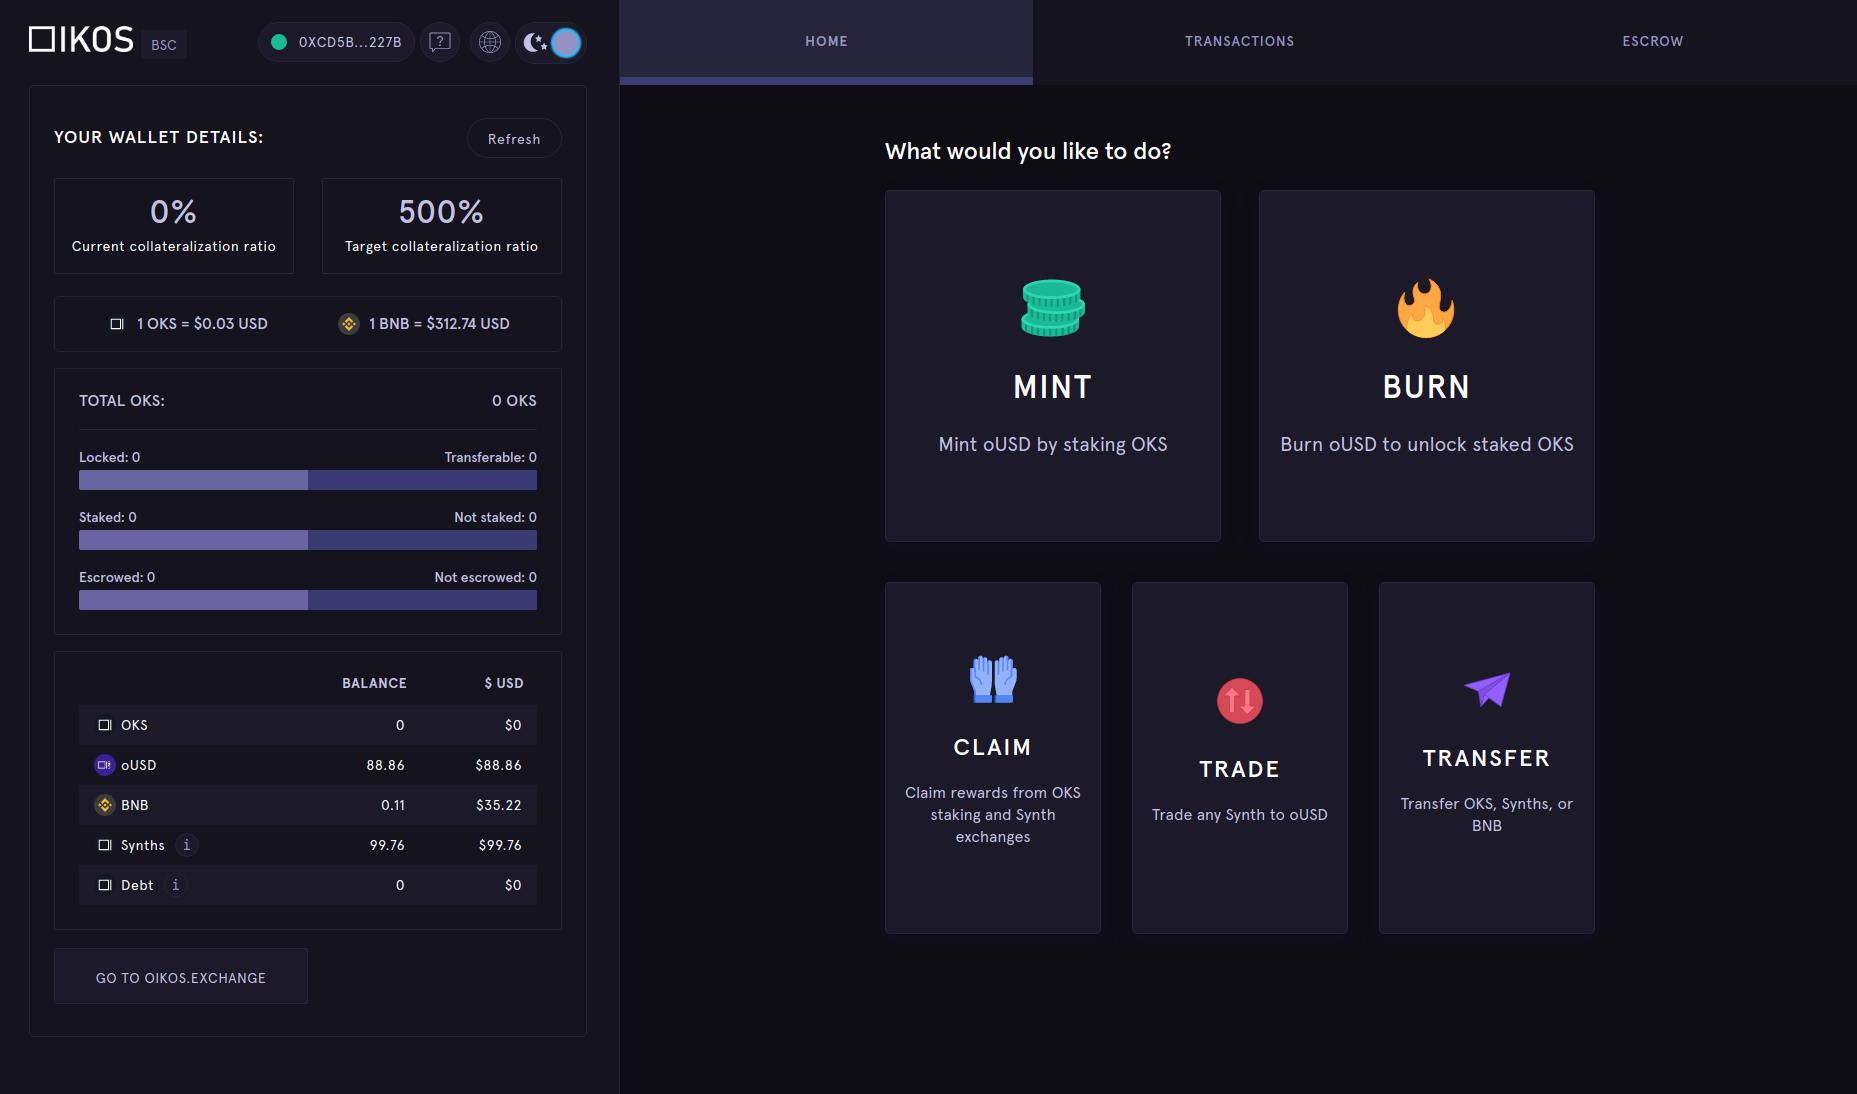 OIKOS
BSC
0XCD5B...227B
?
HOME
TRANSACTIONS
ESCROW
YOUR WALLET DETAILS:
Refresh
0%
Current collateralization ratio
500%
Target collateralization ratio
1 OKS = $0.03 USD
1 BNB = $312.74 USD
TOTAL OKS:
0 OKS
Locked: 0
Transferable: 0
Staked: 0
Not staked: 0
Escrowed: 0
Not escrowed: 0
BALANCE $ USD
OKS 0 $0
oUSD 88.86 $88.86
BNB 0.11 $35.22
Synths i 99.76 $99.76
Debt i 0 $0
GO TO OIKOS.EXCHANGE
What would you like to do?
MINT
Mint oUSD by staking OKS
BURN
Burn oUSD to unlock staked OKS
CLAIM
Claim rewards from OKS
staking and Synth
exchanges
TRADE
Trade any Synth to oUSD
TRANSFER
Transfer OKS, Synths, or
BNB